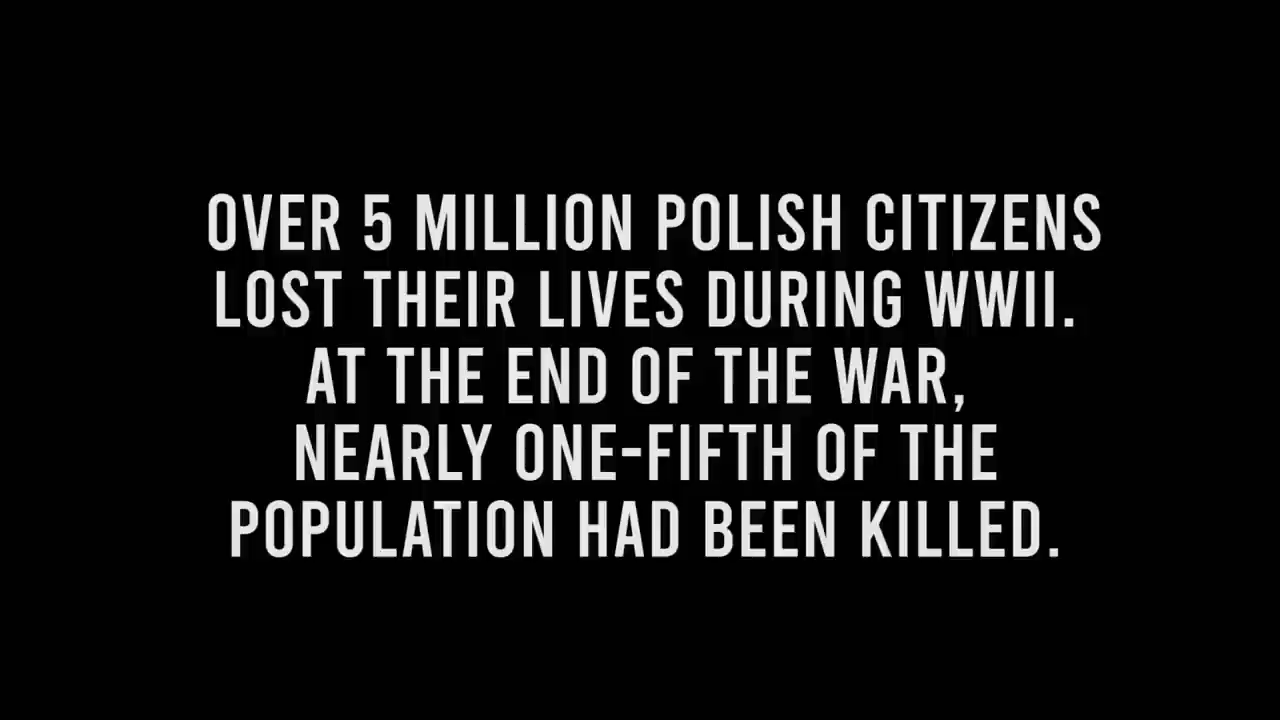 OVER 5 MILLION POLISH CITIZENS
LOST THEIR LIVES DURING WWII.
AT THE END OF THE WAR,
NEARLY ONE-FIFTH OF THE
POPULATION HAD BEEN KILLED.